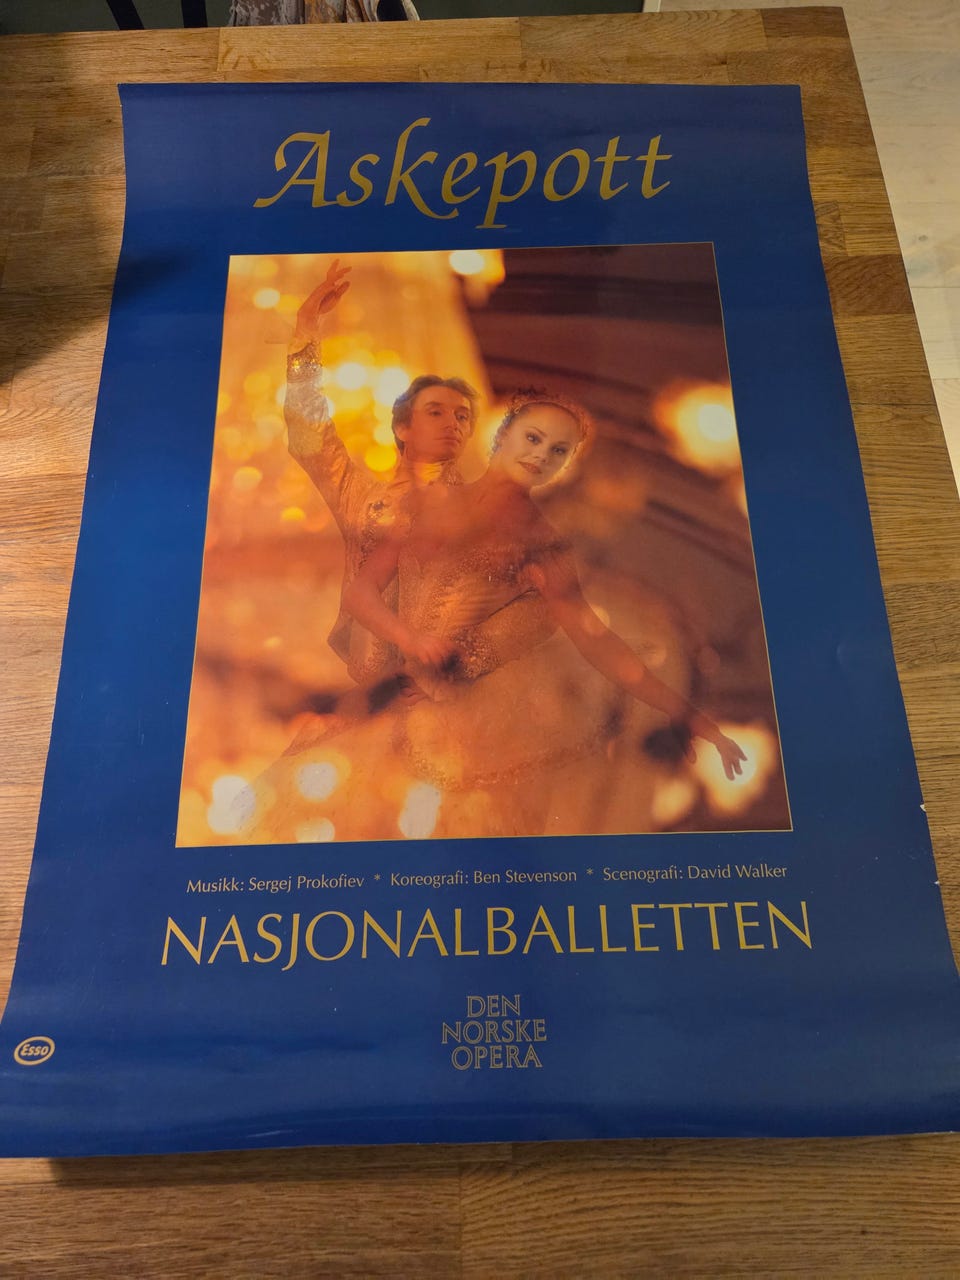 Askepott
Musikk: Sergej Prokofiev * Koreografi: Ben Stevenson * Scenografi: David Walker
NASJONALBALLETTEN
DEN
NORSKE
OPERA
Esso